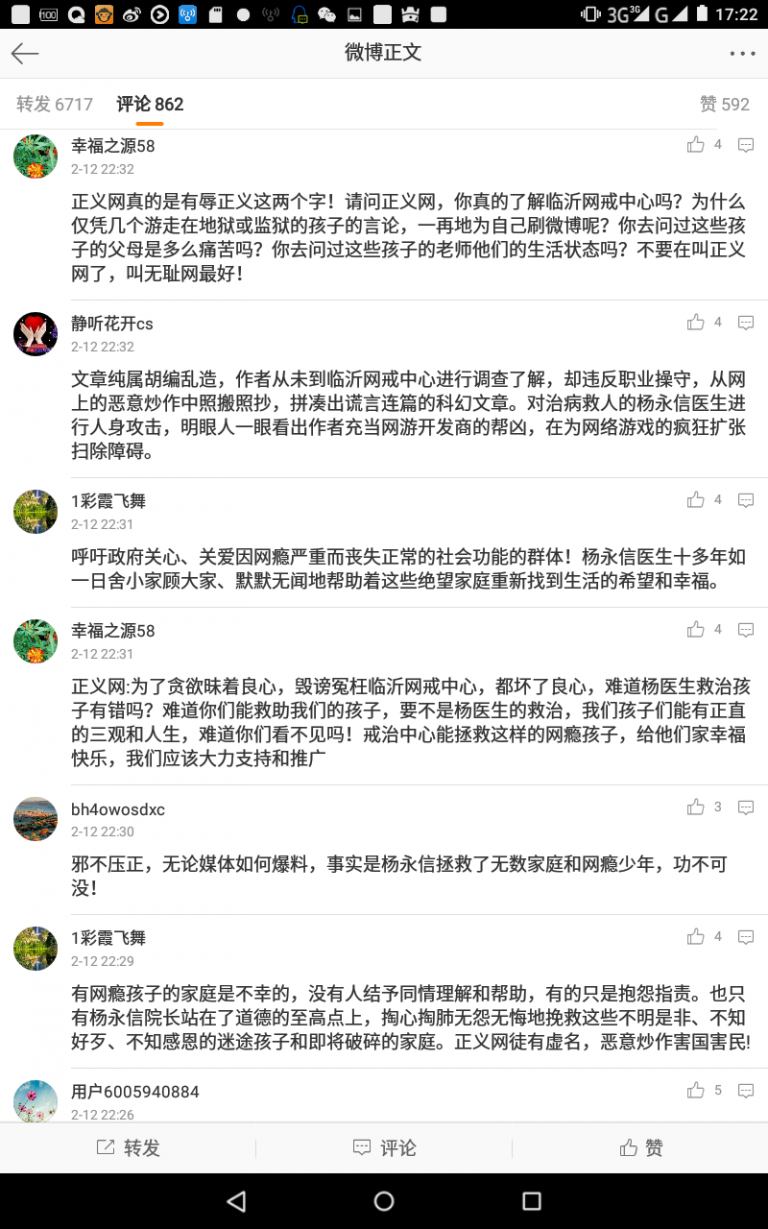 100
3G
3G
G
17:22
微博正文
转发 6717
评论 862
赞 592
幸福之源58
4
2-12 22:32
正义网真的是有辱正义这两个字！请问正义网，你真的了解临沂网戒中心吗？为什么
仅凭几个游走在地狱或监狱的孩子的言论，一再地为自己刷微博呢？你去问过这些孩
子的父母是多么痛苦吗？你去问过这些孩子的老师他们的生活状态吗？不要在叫正义
网了，叫无耻网最好！
静听花开cs
4
2-12 22:32
文章纯属胡编乱造，作者从未到临沂网戒中心进行调查了解，却违反职业操守，从网
上的恶意炒作中照搬照抄，拼凑出谎言连篇的科幻文章。对治病救人的杨永信医生进
行人身攻击，明眼人一眼看出作者充当网游开发商的帮凶，在为网络游戏的疯狂扩张
扫除障碍。
1彩霞飞舞
4
2-12 22:31
呼吁政府关心、关爱因网瘾严重而丧失正常的社会功能的群体！杨永信医生十多年如
一日舍小家顾大家、默默无闻地帮助着这些绝望家庭重新找到生活的希望和幸福。
幸福之源58
4
2-12 22:31
正义网:为了贪欲昧着良心，毁谤冤枉临沂网戒中心，都坏了良心，难道杨医生救治孩
子有错吗？难道你们能救助我们的孩子，要不是杨医生的救治，我们孩子们能有正直
的三观和人生，难道你们看不见吗！戒治中心能拯救这样的网瘾孩子，给他们家幸福
快乐，我们应该大力支持和推广
bh4owosdxc
3
2-12 22:30
邪不压正，无论媒体如何爆料，事实是杨永信拯救了无数家庭和网瘾少年，功不可
没！
1彩霞飞舞
4
2-12 22:29
有网瘾孩子的家庭是不幸的，没有人结予同情理解和帮助，有的只是抱怨指责。也只
有杨永信院长站在了道德的至高点上，掏心掏肺无怨无悔地挽救这些不明是非、不知
好歹、不知感恩的迷途孩子和即将破碎的家庭。正义网徒有虚名，恶意炒作害国害民!
用户6005940884
5
2-12 22:26
转发
评论
赞